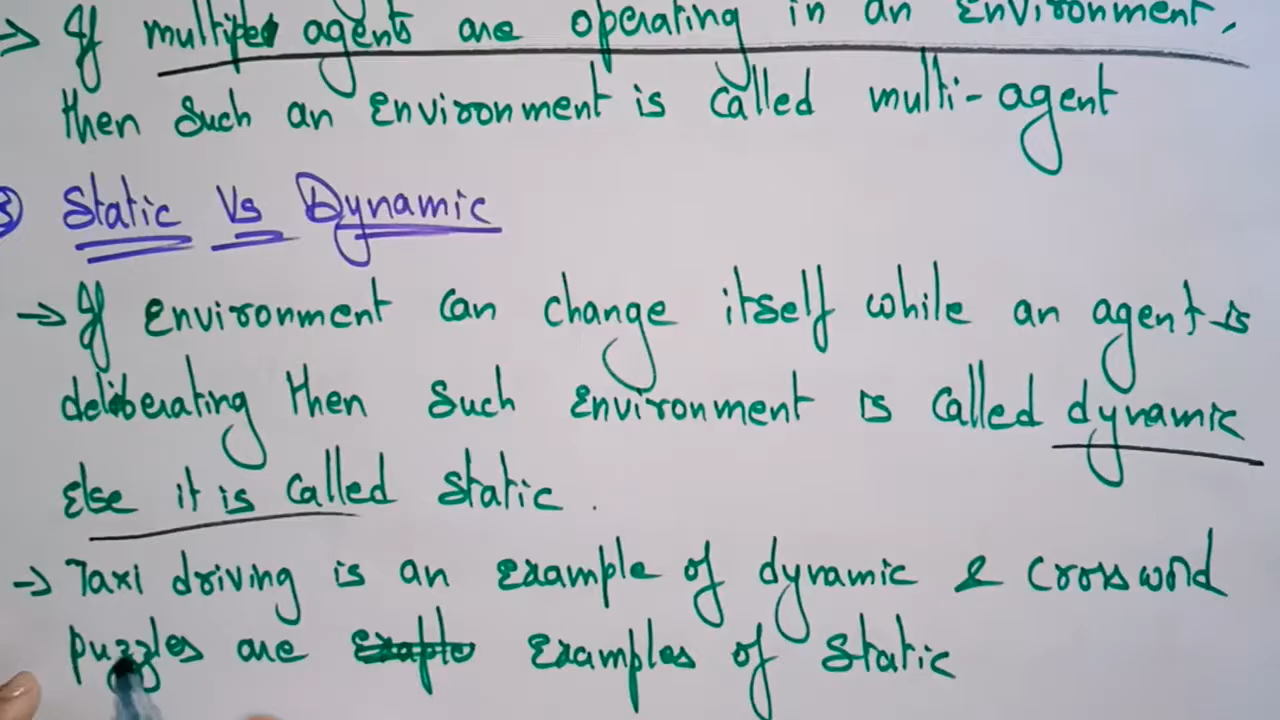 → If multiple agents are operating in an Environment,
then such an Environment is called multi-agent
3) Static Vs Dynamic
→ If Environment can change itself while an agent is
deliberating then such Environment is called dynamic
Else it is called static.
→ Taxi driving is an Example of dynamic & crossword
puzzles are Examples of static